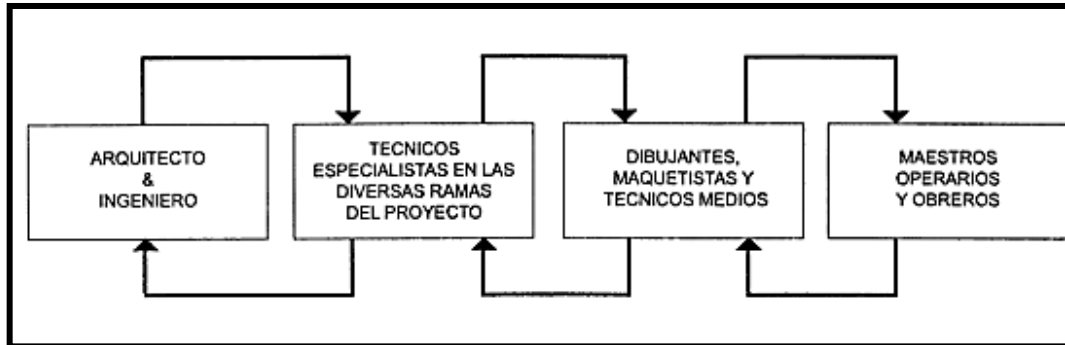 ARQUITECTO
&
INGENIERO
TECNICOS
ESPECIALISTAS EN LAS
DIVERSAS RAMAS
DEL PROYECTO
DIBUJANTES,
MAQUETISTAS Y
TECNICOS MEDIOS
MAESTROS
OPERARIOS
Y OBREROS